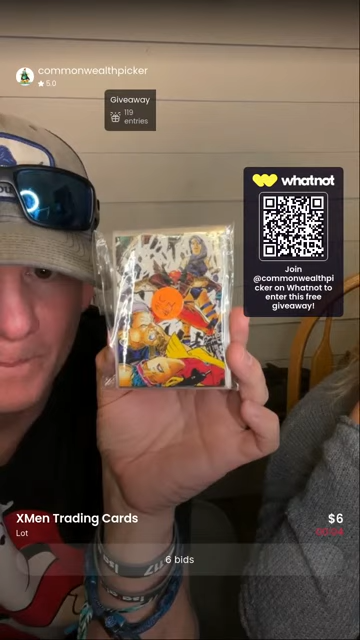 commonwealthpicker
5.0
Giveaway
119
entries
whatnot
Join
@commonwealthpi
cker on Whatnot to
enter this free
giveaway!
XMen Trading Cards
$6
Lot
6 bids